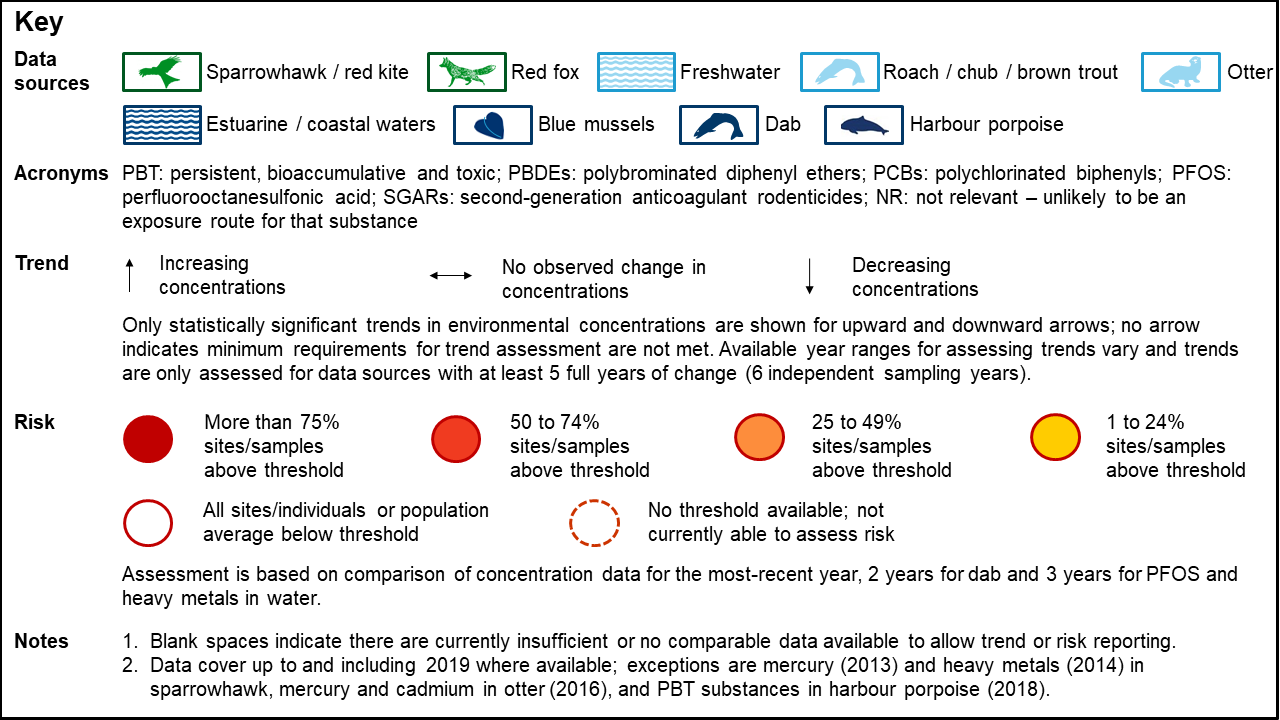 Key
Data sources
Sparrowhawk / red kite Red fox Freshwater Roach / chub / brown trout Otter
Estuarine / coastal waters Blue mussels Dab Harbour porpoise
Acronyms PBT: persistent, bioaccumulative and toxic; PBDEs: polybrominated diphenyl ethers; PCBs: polychlorinated biphenyls; PFOS:
perfluorooctanesulfonic acid; SGARs: second-generation anticoagulant rodenticides; NR: not relevant – unlikely to be an
exposure route for that substance
Trend
Increasing
concentrations
No observed change in
concentrations
Decreasing
concentrations
Only statistically significant trends in environmental concentrations are shown for upward and downward arrows; no arrow
indicates minimum requirements for trend assessment are not met. Available year ranges for assessing trends vary and trends
are only assessed for data sources with at least 5 full years of change (6 independent sampling years).
Risk
More than 75%
sites/samples
above threshold
50 to 74%
sites/samples
above threshold
25 to 49%
sites/samples
above threshold
1 to 24%
sites/samples
above threshold
All sites/individuals or population
average below threshold
No threshold available; not
currently able to assess risk
Assessment is based on comparison of concentration data for the most-recent year, 2 years for dab and 3 years for PFOS and
heavy metals in water.
Notes
1. Blank spaces indicate there are currently insufficient or no comparable data available to allow trend or risk reporting.
2. Data cover up to and including 2019 where available; exceptions are mercury (2013) and heavy metals (2014) in
sparrowhawk, mercury and cadmium in otter (2016), and PBT substances in harbour porpoise (2018).